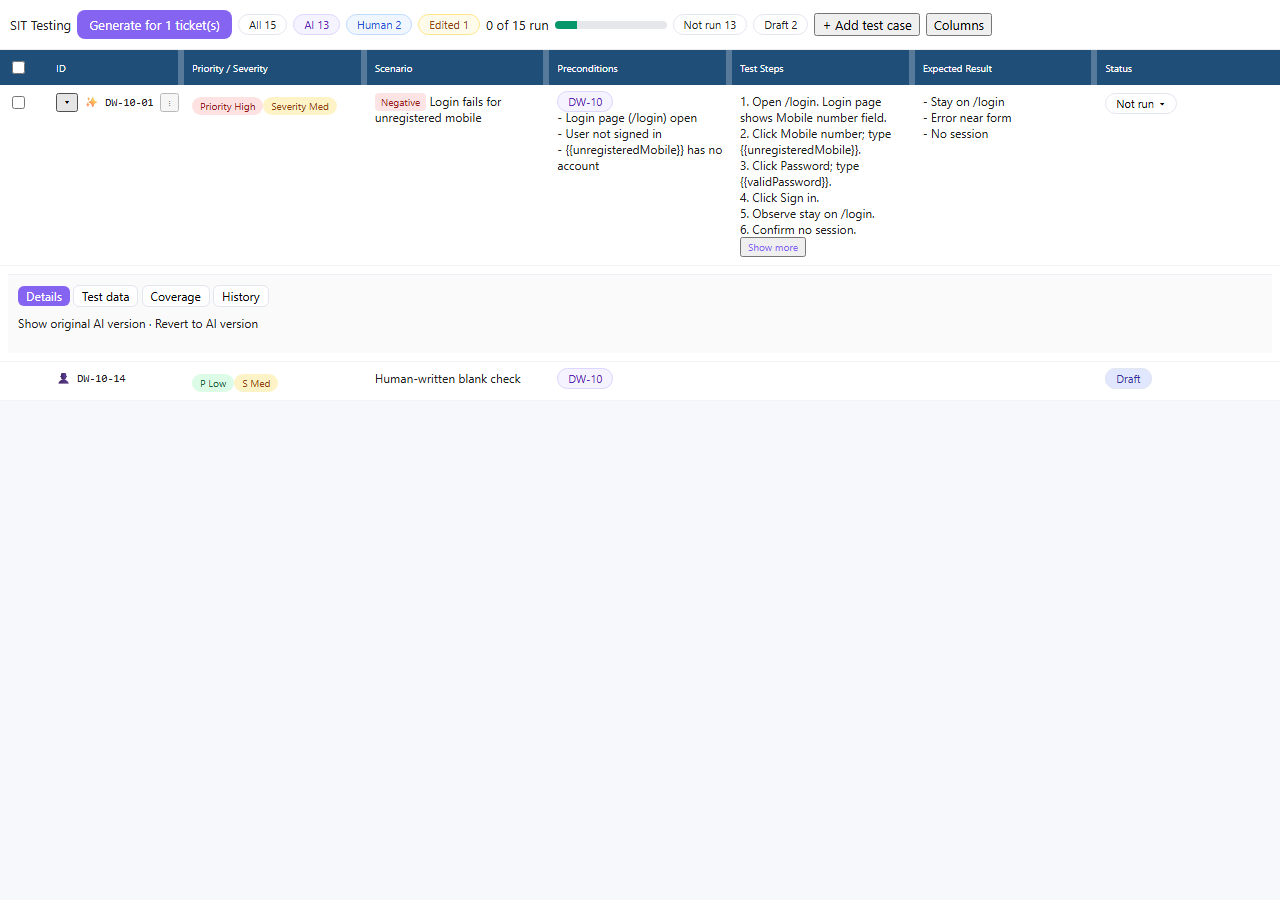 SIT Testing Generate for 1 ticket(s) All 15 AI 13 Human 2 Edited 1 0 of 15 run Not run 13 Draft 2 + Add test case Columns
ID Priority / Severity Scenario Preconditions Test Steps Expected Result Status
DW-10-01
Priority High Severity Med
Negative Login fails for
unregistered mobile
DW-10
- Login page (/login) open
- User not signed in
- {{unregisteredMobile}} has no
account
1. Open /login. Login page
shows Mobile number field.
2. Click Mobile number; type
{{unregisteredMobile}}.
3. Click Password; type
{{validPassword}}.
4. Click Sign in.
5. Observe stay on /login.
6. Confirm no session.
Show more
- Stay on /login
- Error near form
- No session
Not run
Details Test data Coverage History
Show original AI version · Revert to AI version
DW-10-14 P Low S Med Human-written blank check DW-10 Draft